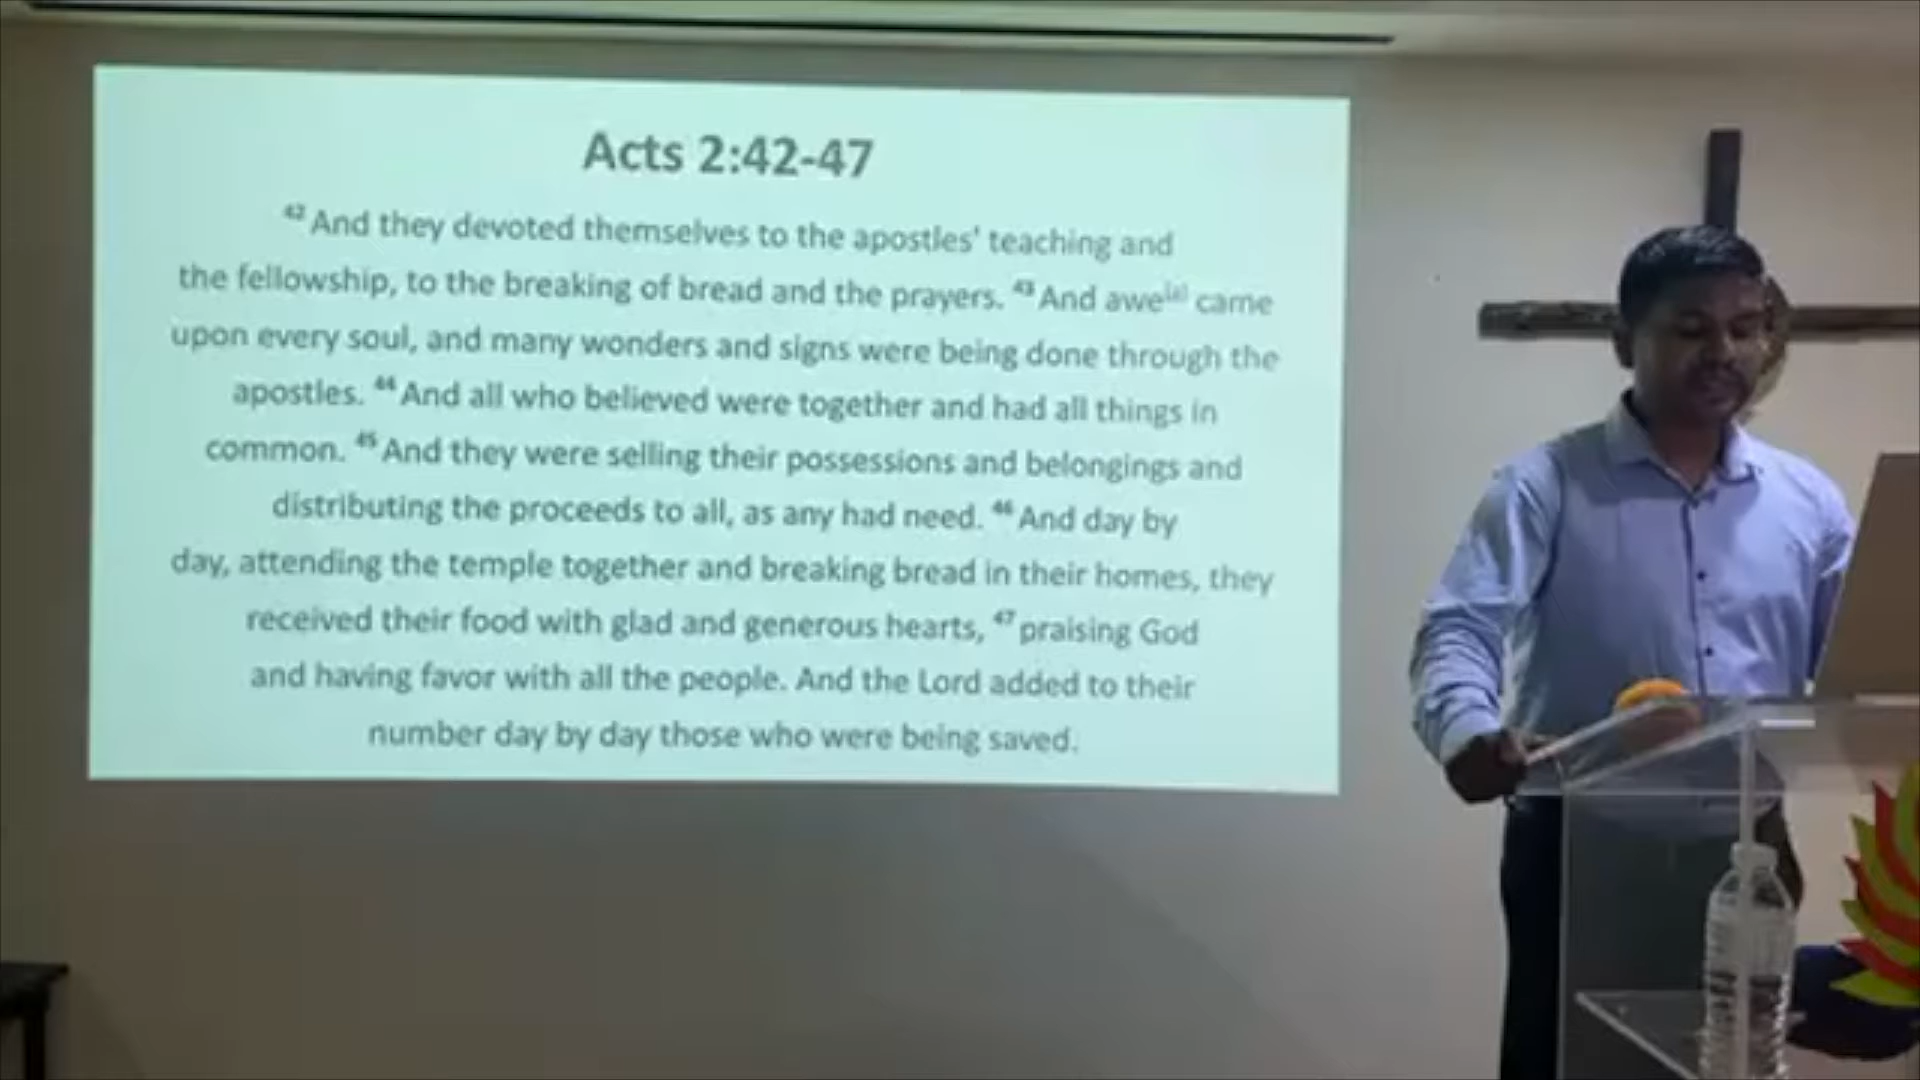 Acts 2:42-47
42 And they devoted themselves to the apostles' teaching and
the fellowship, to the breaking of bread and the prayers. 43 And awe[a] came
upon every soul, and many wonders and signs were being done through the
apostles. 44 And all who believed were together and had all things in
common. 45 And they were selling their possessions and belongings and
distributing the proceeds to all, as any had need. 46 And day by
day, attending the temple together and breaking bread in their homes, they
received their food with glad and generous hearts, 47 praising God
and having favor with all the people. And the Lord added to their
number day by day those who were being saved.